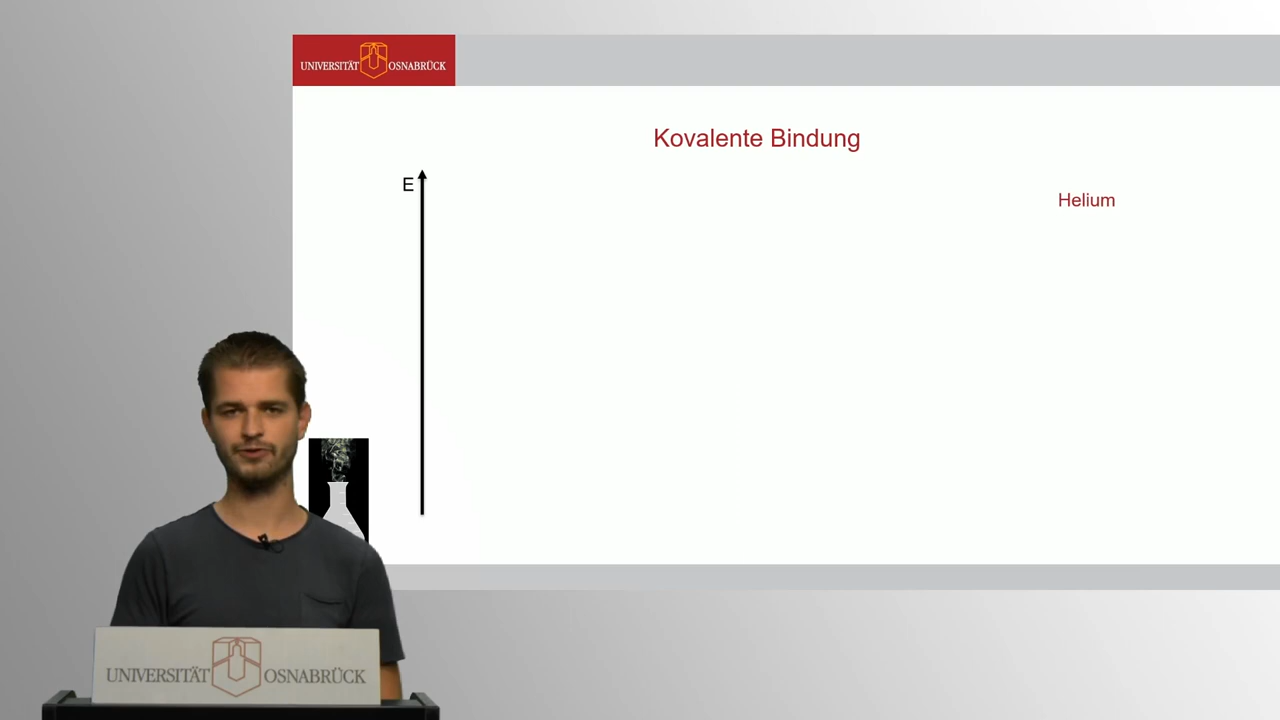 UNIVERSITÄT OSNABRÜCK
Kovalente Bindung
E
Helium
UNIVERSITÄT OSNABRÜCK